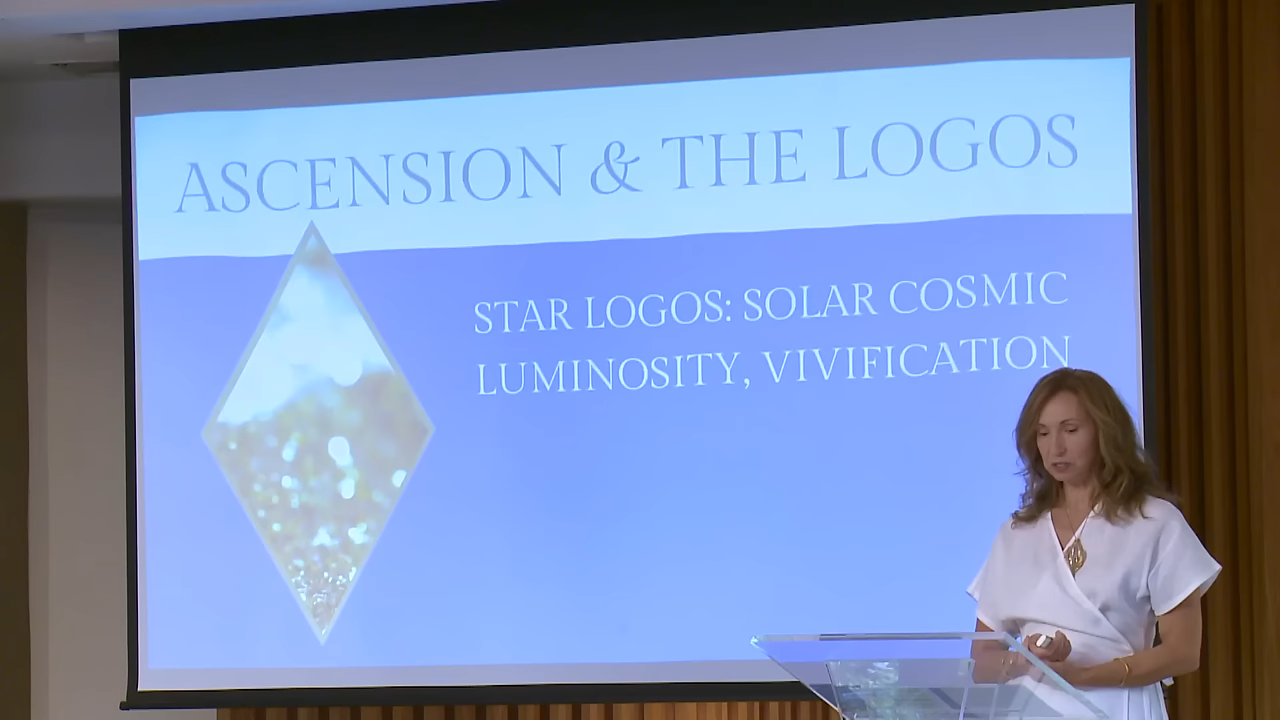 ASCENSION & THE LOGOS
STAR LOGOS: SOLAR COSMIC
LUMINOSITY, VIVIFICATION